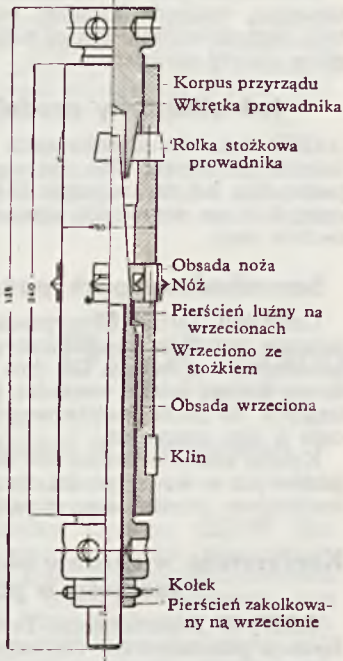 Korpus przyrządu
Wkrętka prowadnika
Rolka stożkowa
prowadnika
Obsada noża
Nóż
Pierścień luźny na
wrzecionach
Wrzeciono ze
stożkiem
Obsada wrzeciona
Klin
Kołek
Pierścień zakołkowa-
ny na wrzecionie